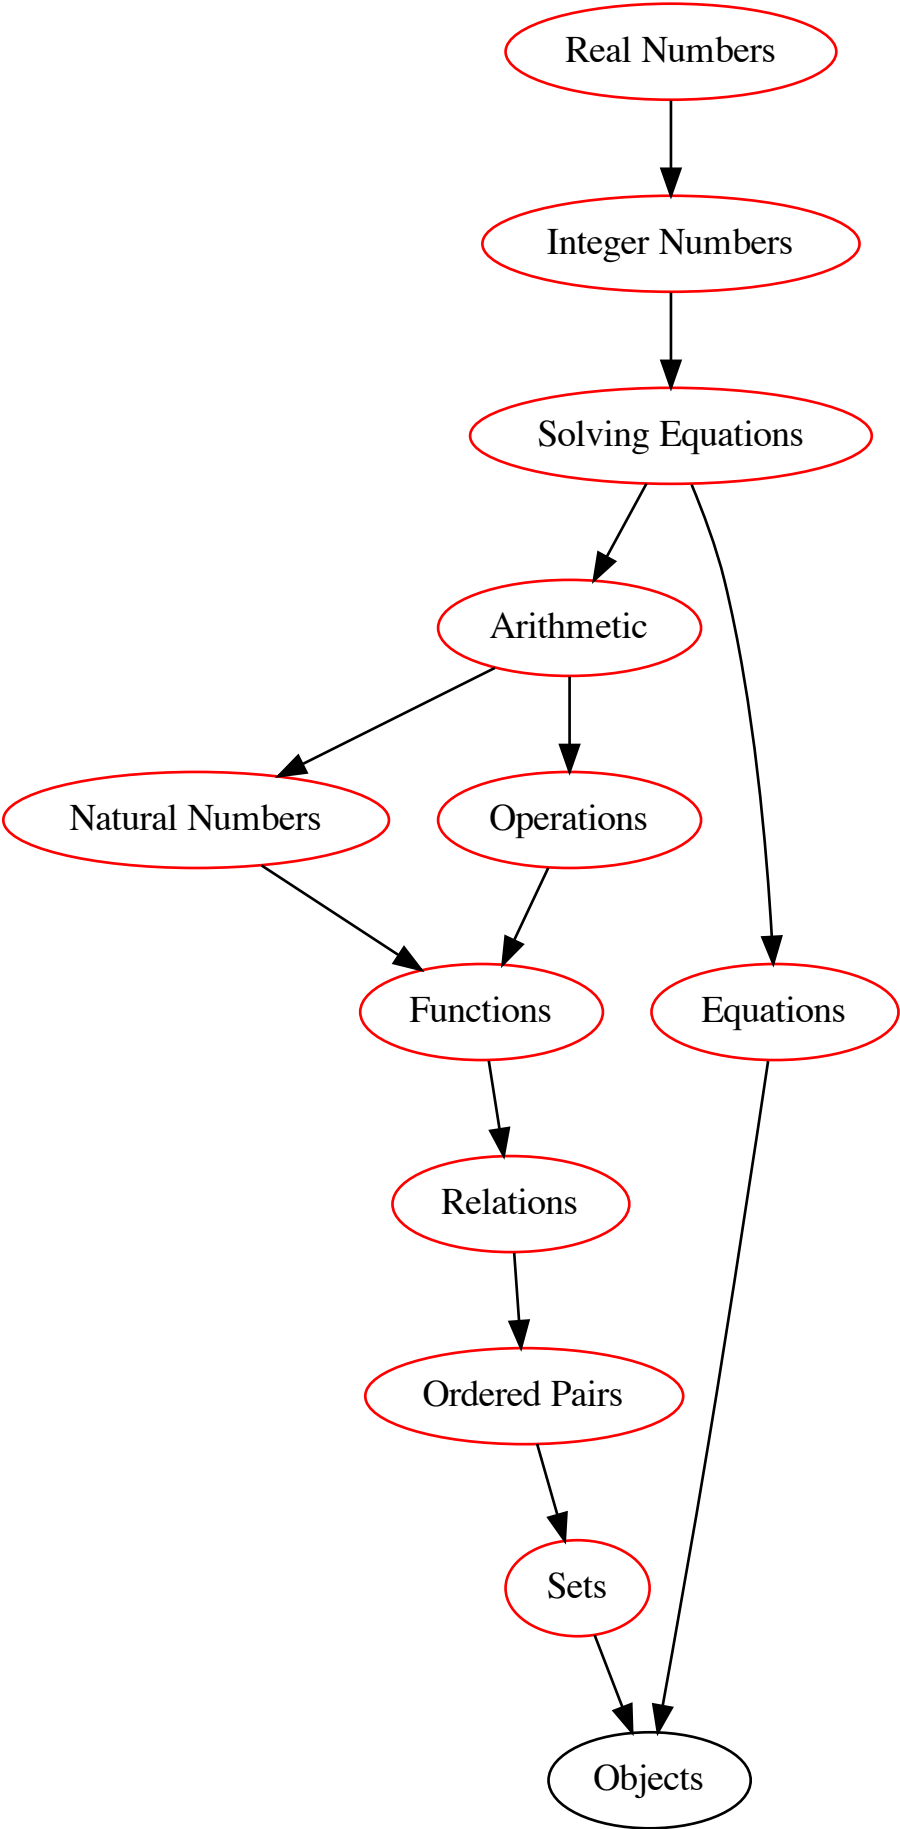 Real Numbers
Integer Numbers
Solving Equations
Arithmetic
Natural Numbers
Operations
Functions
Equations
Relations
Ordered Pairs
Sets
Objects